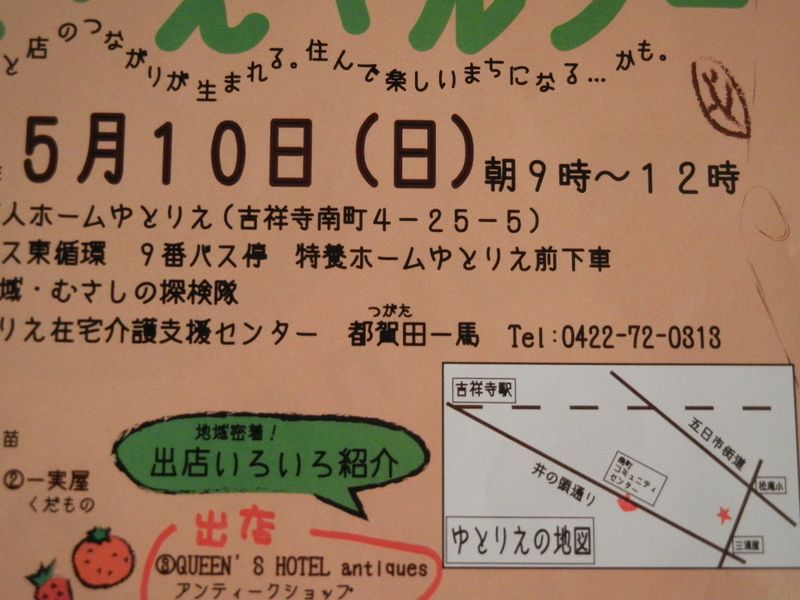 と店のつながりが生まれる。住んで楽しいまちになる…かも。
5月10日(日)朝9時～12時
人ホームゆとりえ(吉祥寺南町4-25-5)
ス東循環 9番バス停 特養ホームゆとりえ前下車
域・むさしの探検隊
りえ在宅介護支援センター 都賀田一馬 Tel:0422-72-0313
つがた
吉祥寺駅
五日市街道
井の頭通り
南町コミュニティセンター
松庵小
三浦屋
ゆとりえの地図
苗
地域密着!
出店いろいろ紹介
②一実屋
くだもの
出店
⑧QUEEN'S HOTEL antiques
アンティークショップ